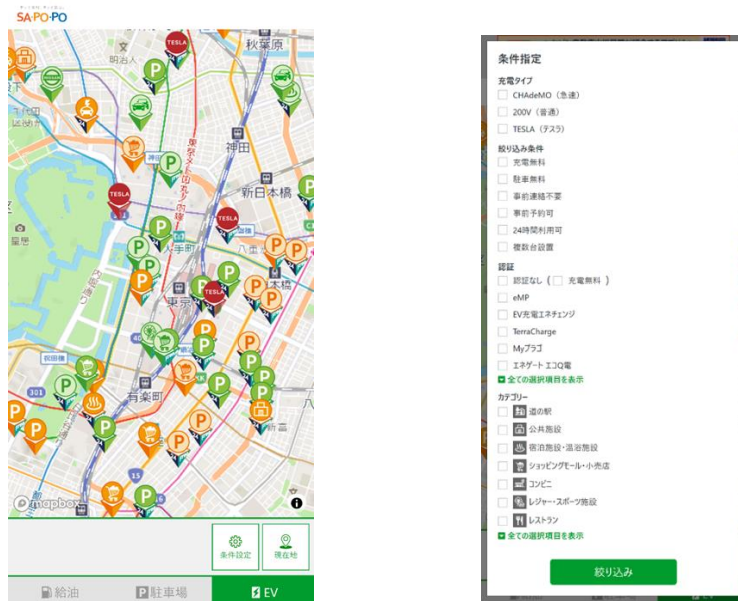 SA·PO·PO
秋葉原
明治大
TESLA
P
神田
新日本橋
TESLA
TESLA
TESLA
東京
有楽町
301
15
mapbox
条件設定
現在地
給油
P駐車場
EV
条件指定
充電タイプ
CHAdeMO（急速）
200V（普通）
TESLA（テスラ）
絞り込み条件
充電無料
駐車無料
事前連絡不要
事前予約可
24時間利用可
複数台設置
認証
認証なし ( 充電無料 )
eMP
EV充電エネチェンジ
TerraCharge
Myプラゴ
エネゲート エコQ電
全ての選択項目を表示
カテゴリー
道の駅
公共施設
宿泊施設・温浴施設
ショッピングモール・小売店
コンビニ
レジャー・スポーツ施設
レストラン
全ての選択項目を表示
絞り込み